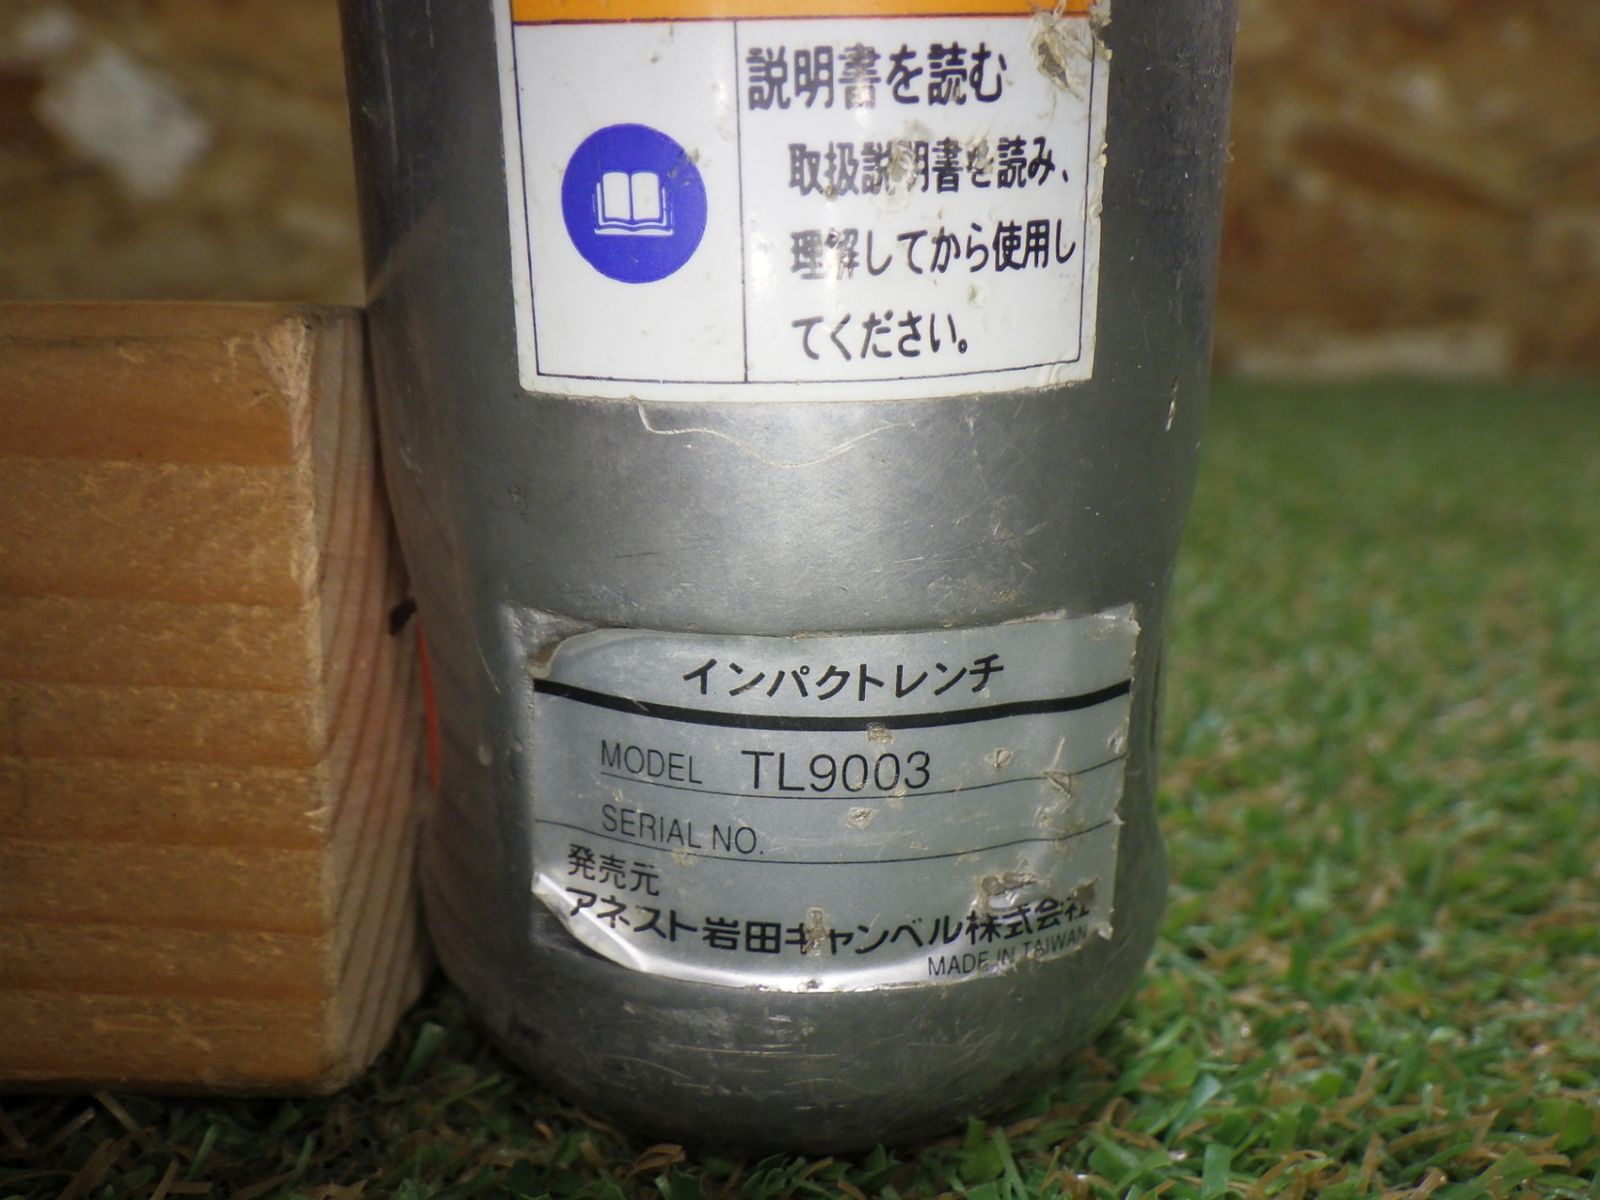 説明書を読む
取扱説明書を読み、
理解してから使用し
てください。
インパクトレンチ
MODEL TL9003
SERIAL NO.
発売元
アネスト岩田キャンベル株式会社
MADE IN TAIWAN